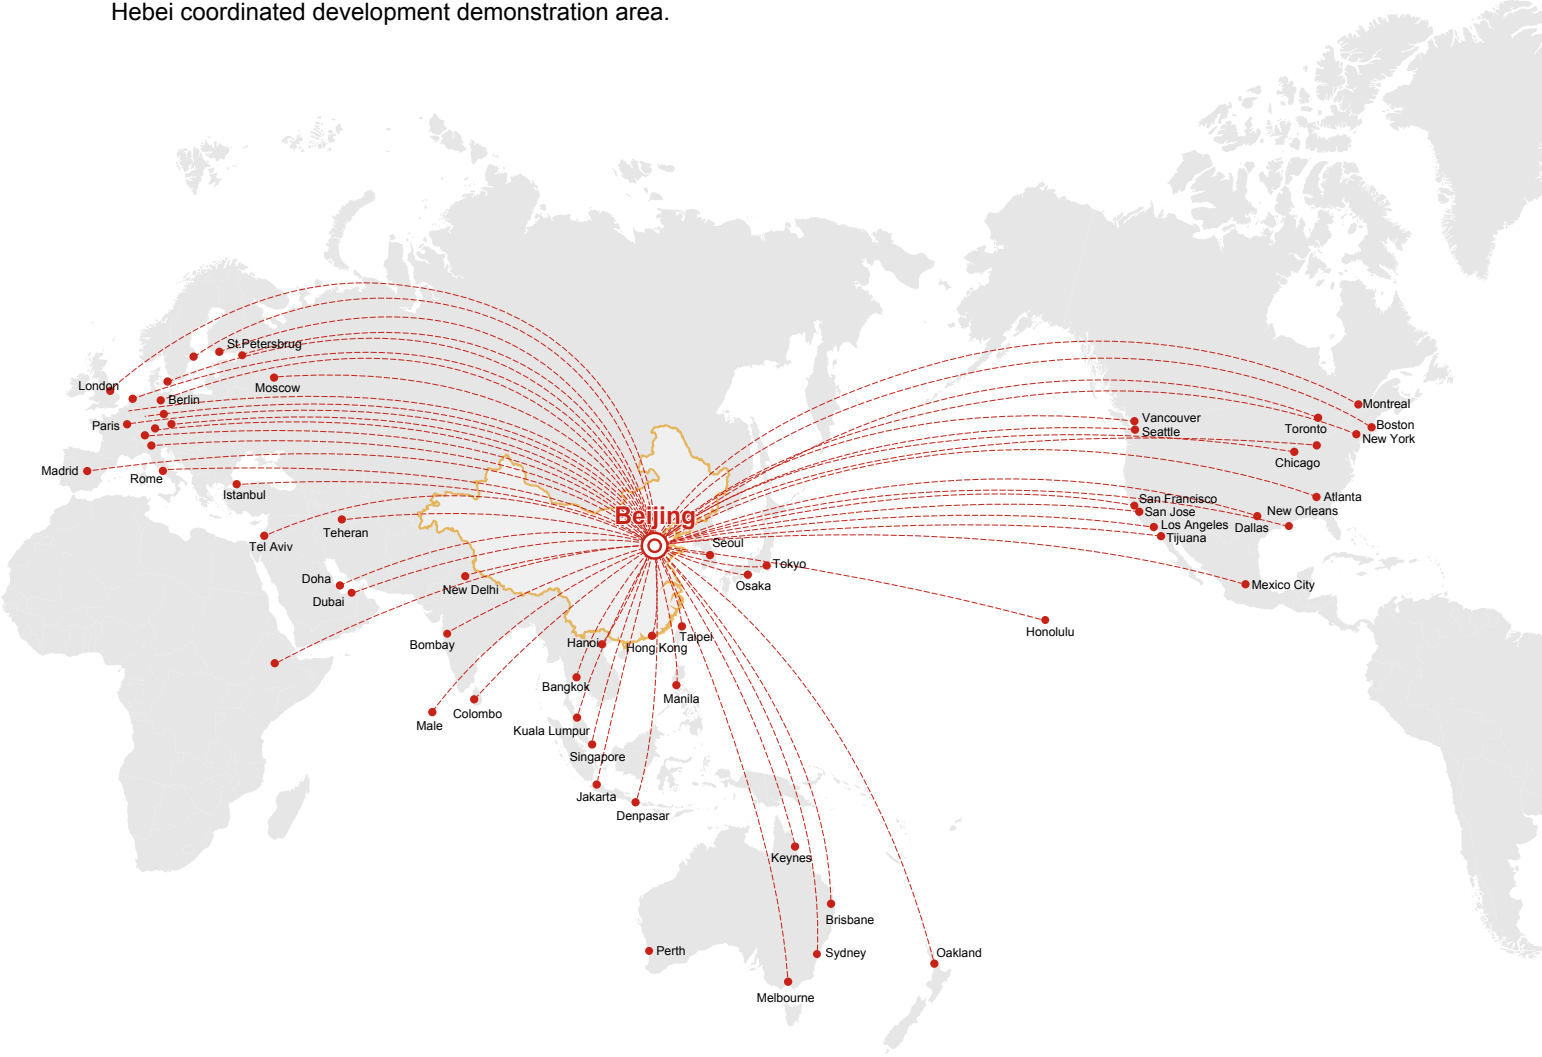 Hebei coordinated development demonstration area.
St.Petersbrug
London
Moscow
Berlin
Paris
Madrid
Rome
Istanbul
Teheran
Tel Aviv
Doha
Dubai
New Delhi
Bombay
Male
Colombo
Beijing
Seoul
Tokyo
Osaka
Hanoi
Hong Kong
Taipei
Bangkok
Manila
Kuala Lumpur
Singapore
Jakarta
Denpasar
Keynes
Brisbane
Perth
Sydney
Oakland
Melbourne
Honolulu
Montreal
Vancouver
Seattle
Toronto
Boston
New York
Chicago
San Francisco
San Jose
Atlanta
New Orleans
Los Angeles
Dallas
Tijuana
Mexico City